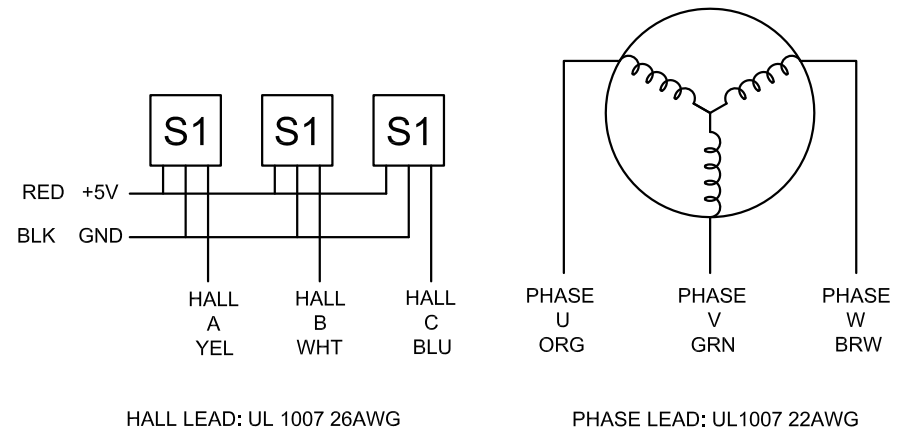 S1 S1 S1
RED +5V
BLK GND
HALL HALL HALL
A B C
YEL WHT BLU
PHASE PHASE PHASE
U V W
ORG GRN BRW
HALL LEAD: UL 1007 26AWG
PHASE LEAD: UL1007 22AWG